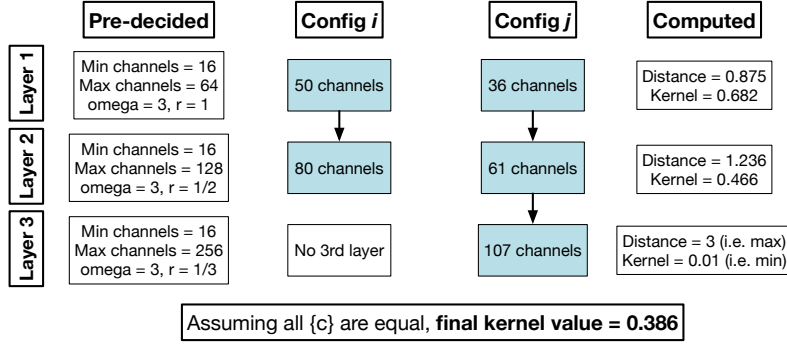 Pre-decided
Config i
Config j
Computed
Layer 1
Min channels = 16
Max channels = 64
omega = 3, r = 1
50 channels
36 channels
Distance = 0.875
Kernel = 0.682
Layer 2
Min channels = 16
Max channels = 128
omega = 3, r = 1/2
80 channels
61 channels
Distance = 1.236
Kernel = 0.466
Layer 3
Min channels = 16
Max channels = 256
omega = 3, r = 1/3
No 3rd layer
107 channels
Distance = 3 (i.e. max)
Kernel = 0.01 (i.e. min)
Assuming all {c} are equal, final kernel value = 0.386